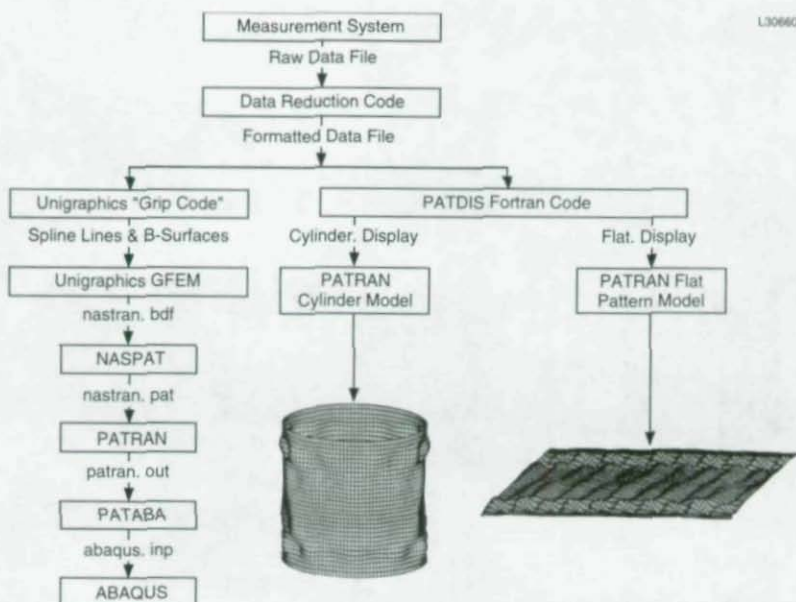 L30660
Measurement System
Raw Data File
Data Reduction Code
Formatted Data File
Unigraphics "Grip Code"
PATDIS Fortran Code
Spline Lines & B-Surfaces
Cylinder. Display
Flat. Display
Unigraphics GFEM
PATRAN
Cylinder Model
PATRAN Flat
Pattern Model
nastran. bdf
NASPAT
nastran. pat
PATRAN
patran. out
PATABA
abaqus. inp
ABAQUS